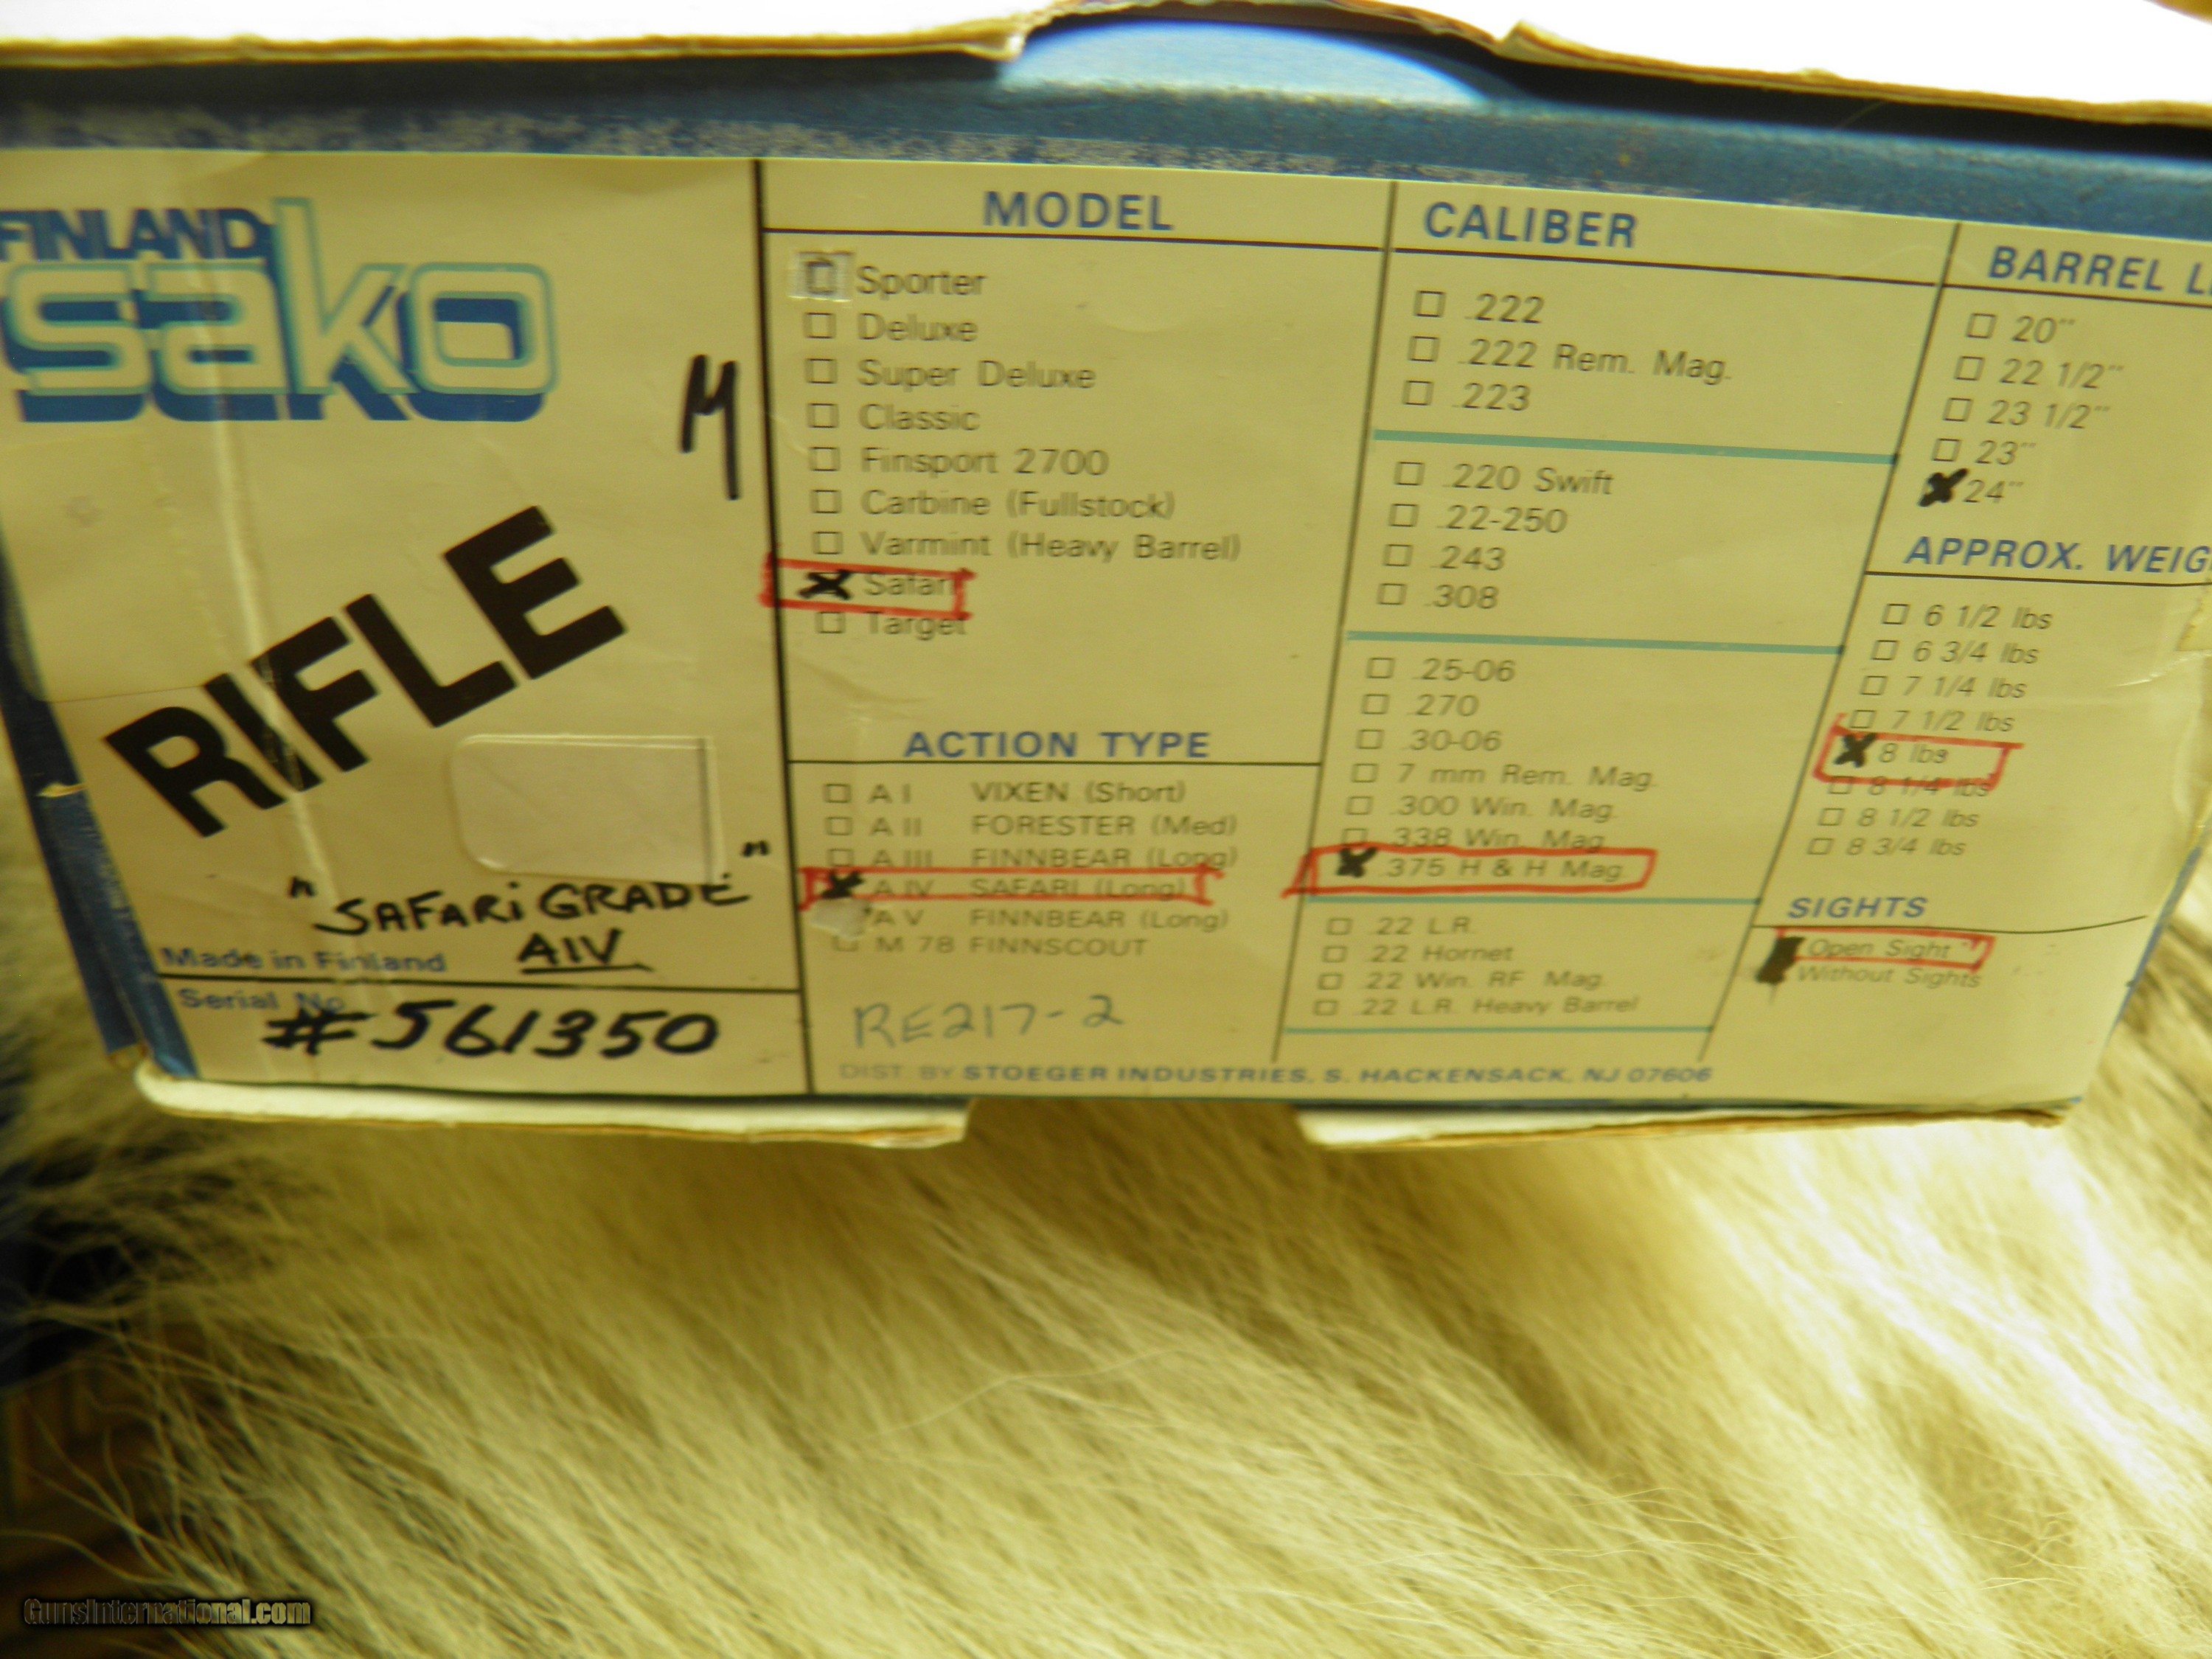 FINLAND
sako
M
RIFLE
"SAFARI GRADE"
AIV
Made in Finland
Serial No.
#561350
MODEL
Sporter
Deluxe
Super Deluxe
Classic
Finsport 2700
Carbine (Fullstock)
Varmint (Heavy Barrel)
Safari
Target
ACTION TYPE
A I VIXEN (Short)
A II FORESTER (Med)
A III FINNBEAR (Long)
A IV SAFARI (Long)
A V FINNBEAR (Long)
M 78 FINNSCOUT
RE217-2
CALIBER
.222
.222 Rem. Mag.
.223
.220 Swift
.22-250
.243
.308
.25-06
.270
.30-06
7 mm Rem. Mag.
.300 Win. Mag.
.338 Win. Mag.
.375 H & H Mag.
.22 L.R.
.22 Hornet
.22 Win. RF Mag.
.22 L.R. Heavy Barrel
BARREL
20"
22 1/2"
23 1/2"
23"
24"
APPROX. WEIG
6 1/2 lbs
6 3/4 lbs
7 1/4 lbs
7 1/2 lbs
8 lbs
8 1/4 lbs
8 1/2 lbs
8 3/4 lbs
SIGHTS
Open Sight
Without Sights
DIST. BY STOEGER INDUSTRIES, S. HACKENSACK, NJ 07606
GunsInternational.com